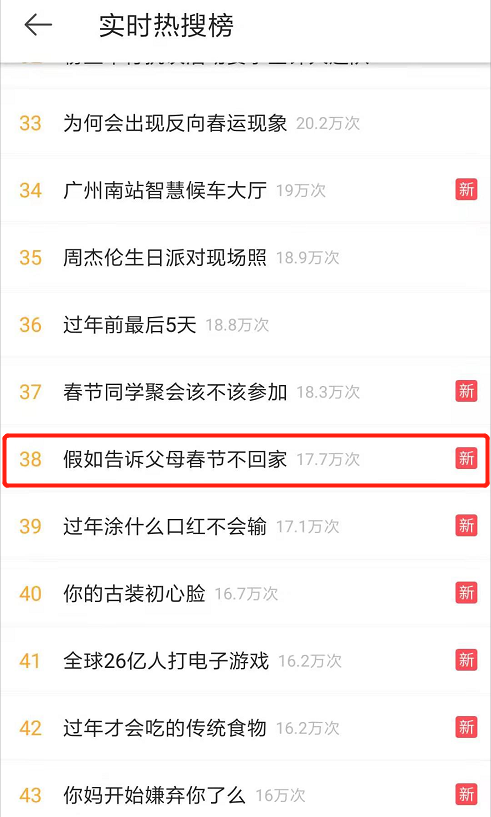 实时热搜榜
33 为何会出现反向春运现象 20.2万次
34 广州南站智慧候车大厅 19万次 新
35 周杰伦生日派对现场照 18.9万次
36 过年前最后5天 18.8万次
37 春节同学聚会该不该参加 18.3万次 新
38 假如告诉父母春节不回家 17.7万次 新
39 过年涂什么口红不会输 17.1万次 新
40 你的古装初心脸 16.7万次 新
41 全球26亿人打电子游戏 16.2万次 新
42 过年才会吃的传统食物 16.2万次 新
43 你妈开始嫌弃你了么 16万次 新